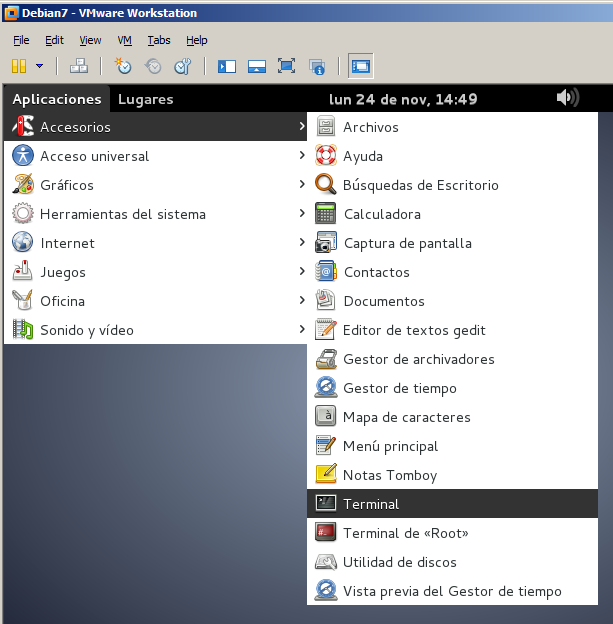 Debian7 - VMware Workstation
File Edit View VM Tabs Help
Aplicaciones Lugares lun 24 de nov, 14:49
Accesorios
Acceso universal
Gráficos
Herramientas del sistema
Internet
Juegos
Oficina
Sonido y vídeo
Archivos
Ayuda
Búsquedas de Escritorio
Calculadora
Captura de pantalla
Contactos
Documentos
Editor de textos gedit
Gestor de archivadores
Gestor de tiempo
Mapa de caracteres
Menú principal
Notas Tomboy
Terminal
Terminal de «Root»
Utilidad de discos
Vista previa del Gestor de tiempo